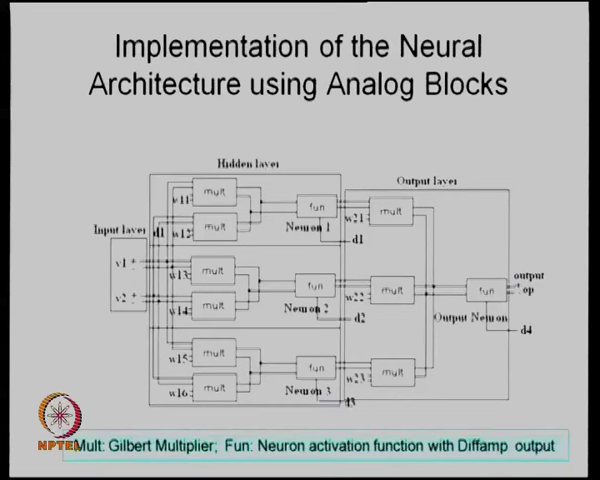 Implementation of the Neural
Architecture using Analog Blocks
Hidden layer
Output layer
Input layer
v1 +
-
v2 +
-
d1
w11
mult
w12
mult
fun
Neuron 1
d1
w13
mult
w14
mult
fun
Neuron 2
d2
w15
mult
w16
mult
fun
Neuron 3
d3
w21
mult
w22
mult
w23
mult
fun
Output Neuron
output
+
op
-
d4
NPTEL
Mult: Gilbert Multiplier; Fun: Neuron activation function with Diffamp output